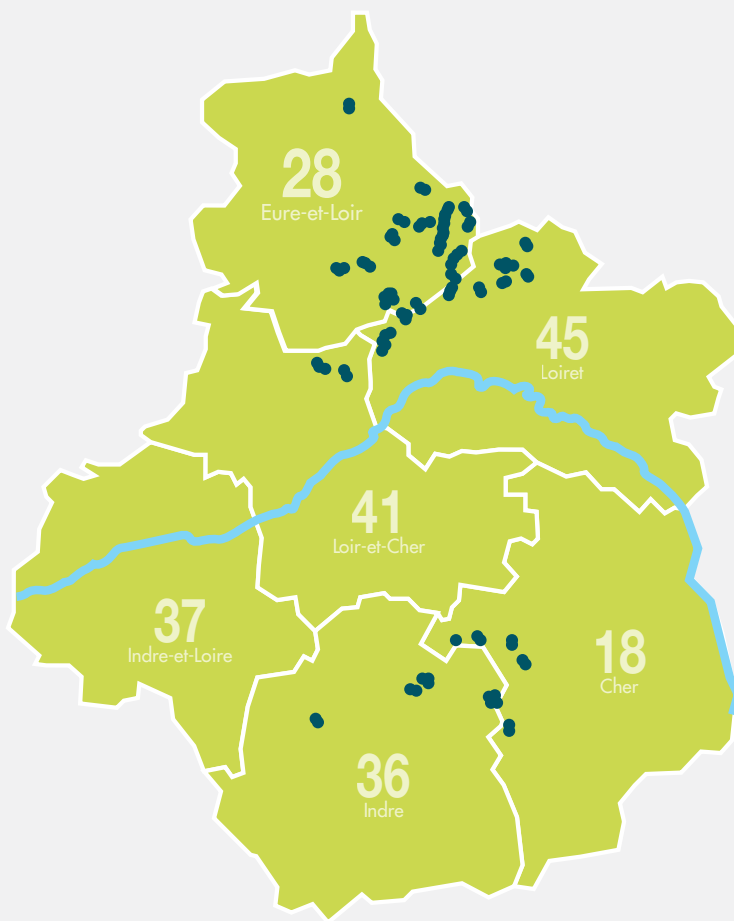 28
Eure-et-Loir
45
Loiret
41
Loir-et-Cher
37
Indre-et-Loire
18
Cher
36
Indre